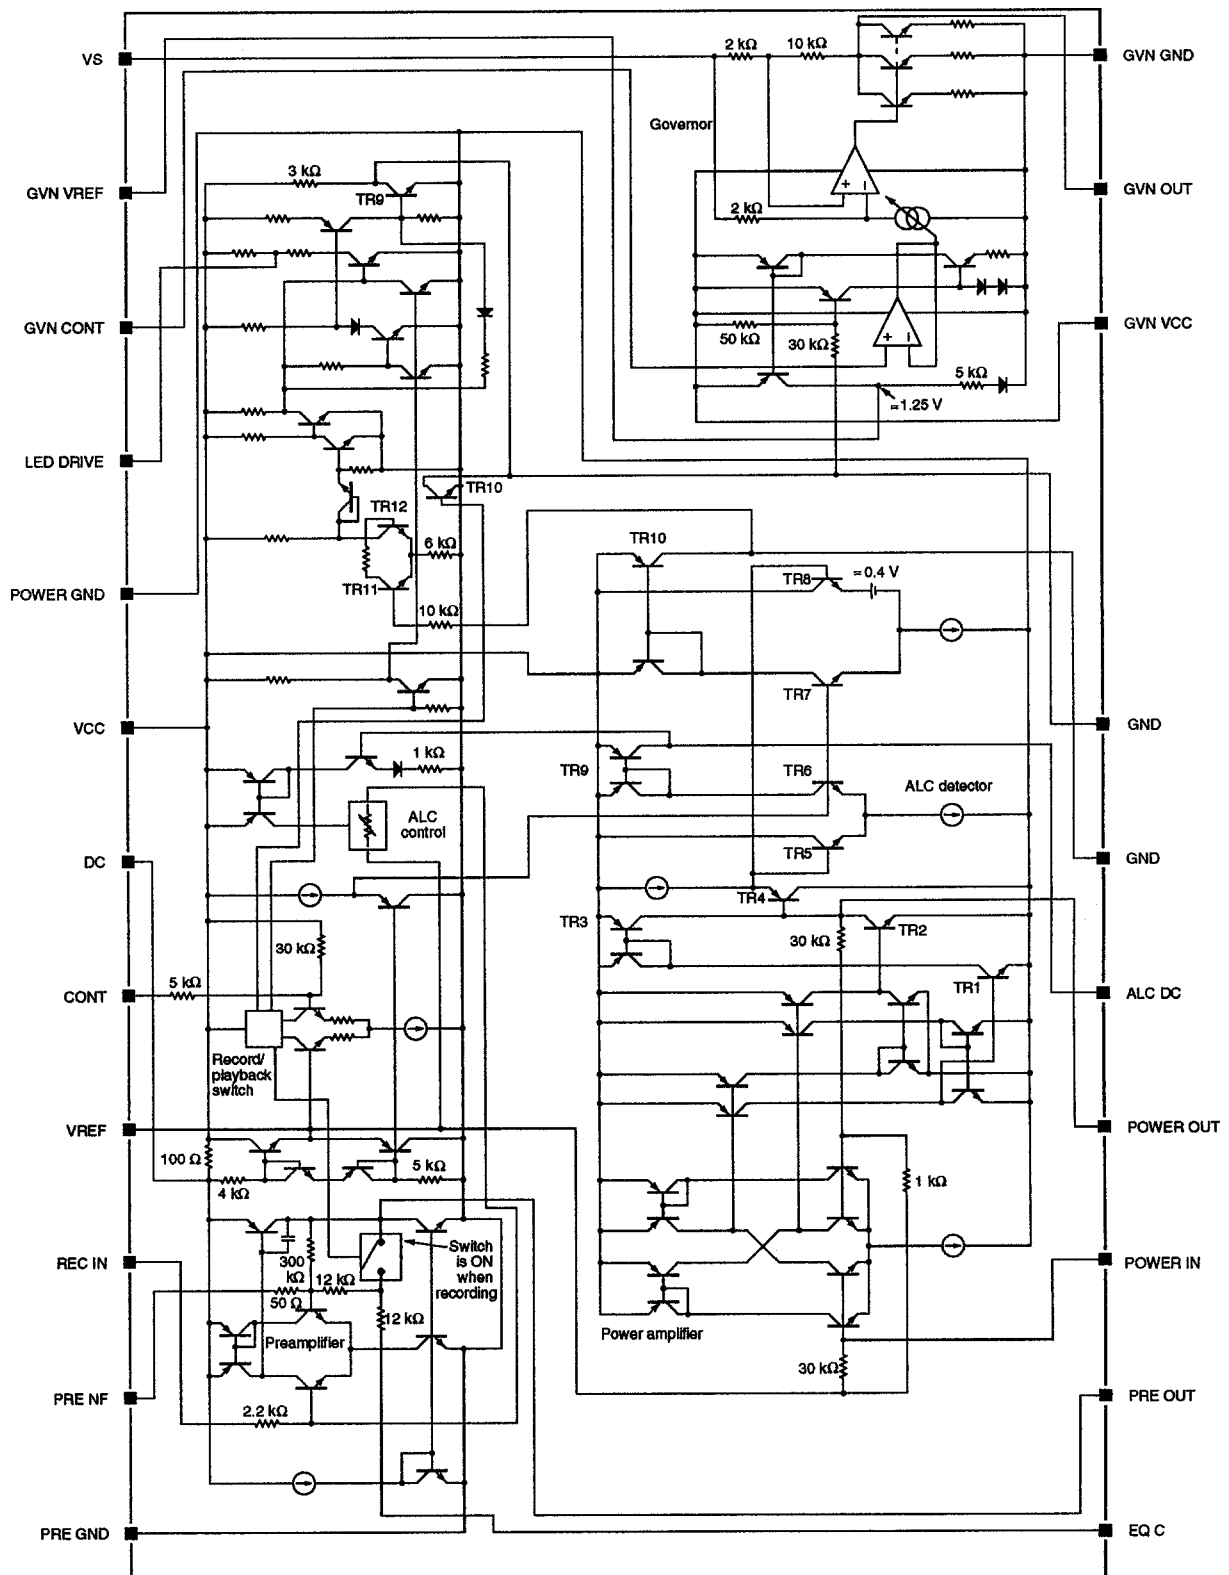 VS
2 kΩ
10 kΩ
GVN GND
Governor
3 kΩ
TR9
GVN VREF
GVN OUT
2 kΩ
GVN CONT
50 kΩ
30 kΩ
GVN VCC
5 kΩ
≈1.25 V
LED DRIVE
TR10
TR12
6 kΩ
TR10
TR8
≈0.4 V
TR11
POWER GND
10 kΩ
TR7
VCC
GND
1 kΩ
TR9
TR6
ALC detector
ALC
control
TR5
DC
GND
TR4
TR3
30 kΩ
TR2
30 kΩ
5 kΩ
TR1
CONT
ALC DC
Record/
playback
switch
VREF
POWER OUT
100 Ω
5 kΩ
4 kΩ
1 kΩ
Switch
is ON
when
recording
REC IN
300
kΩ
12 kΩ
50 Ω
12 kΩ
POWER IN
Preamplifier
Power amplifier
30 kΩ
PRE NF
PRE OUT
2.2 kΩ
PRE GND
EQ C